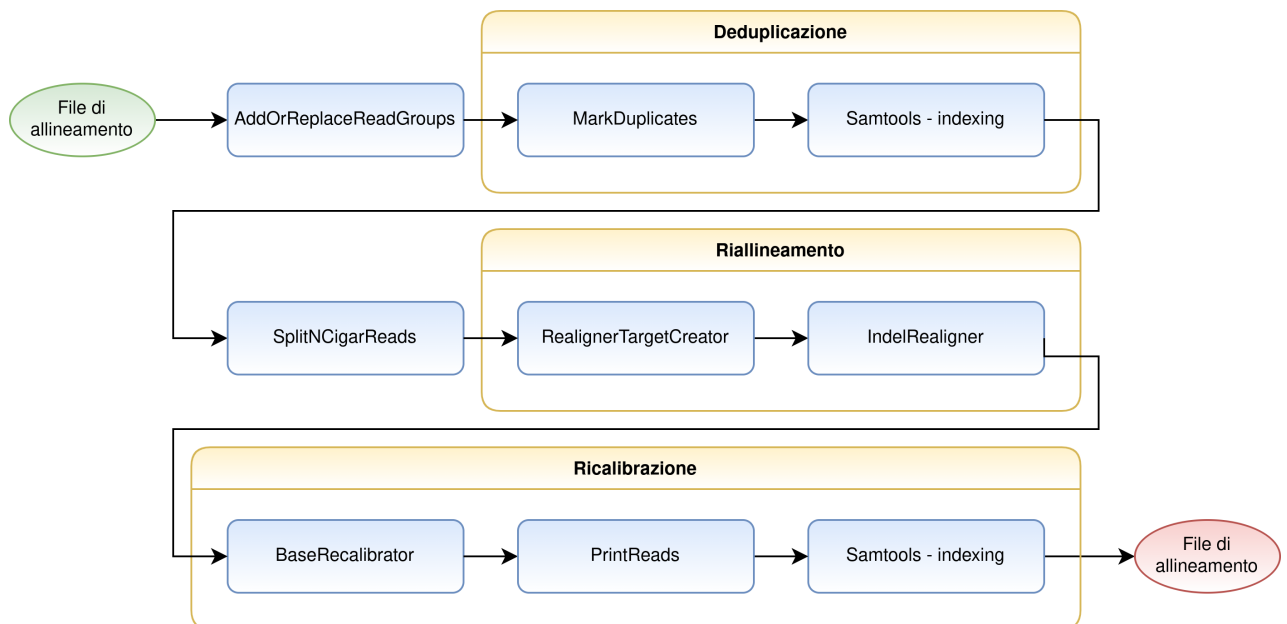 Deduplicazione
File di
allineamento
AddOrReplaceReadGroups
MarkDuplicates
Samtools - indexing
Riallineamento
SplitNCigarReads
RealignerTargetCreator
IndelRealigner
Ricalibrazione
BaseRecalibrator
PrintReads
Samtools - indexing
File di
allineamento